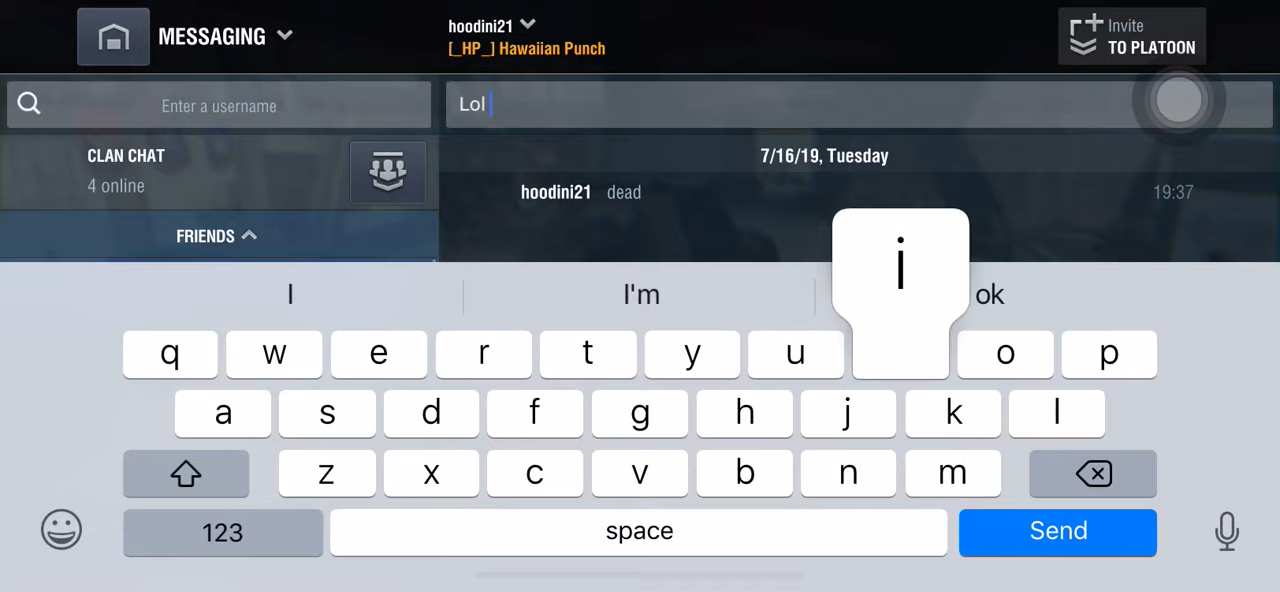 MESSAGING
hoodini21
[_HP_] Hawaiian Punch
Invite
TO PLATOON
Enter a username
Lol
CLAN CHAT
4 online
7/16/19, Tuesday
hoodini21 dead 19:37
FRIENDS
I I'm ok
i
q w e r t y u o p
a s d f g h j k l
z x c v b n m
123 space Send